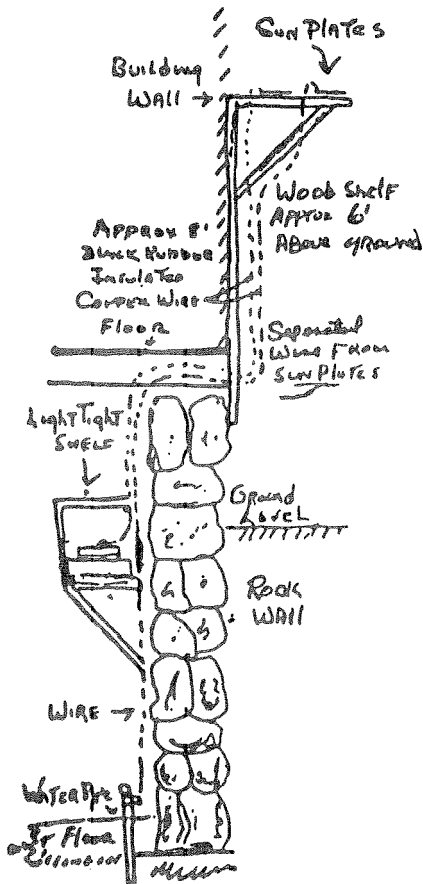 SUN PLATES
Building
WALL
Wood Shelf
Approx 6'
Above ground
Approx 8'
Black Rubber
Insulated
Copper Wire
Floor
Separated
Wire From
Sun Plates
Light Tight
Shelf
Ground
Level
Rock
Wall
Wire
Water Pipe
Floor